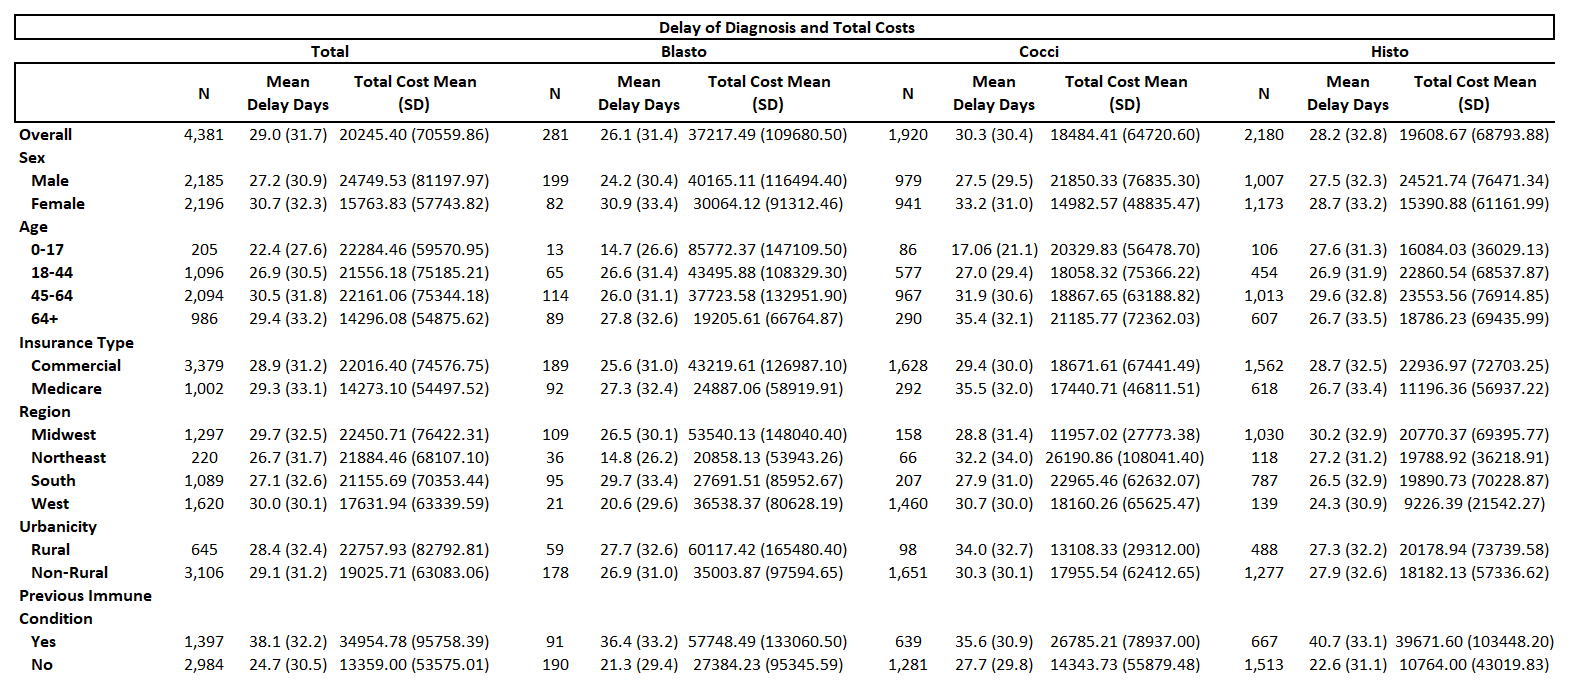 Delay of Diagnosis and Total Costs
Total Blasto Cocci Histo
N Mean Delay Days Total Cost Mean (SD) N Mean Delay Days Total Cost Mean (SD) N Mean Delay Days Total Cost Mean (SD) N Mean Delay Days Total Cost Mean (SD)
Overall 4,381 29.0 (31.7) 20245.40 (70559.86) 281 26.1 (31.4) 37217.49 (109680.50) 1,920 30.3 (30.4) 18484.41 (64720.60) 2,180 28.2 (32.8) 19608.67 (68793.88)
Sex
Male 2,185 27.2 (30.9) 24749.53 (81197.97) 199 24.2 (30.4) 40165.11 (116494.40) 979 27.5 (29.5) 21850.33 (76835.30) 1,007 27.5 (32.3) 24521.74 (76471.34)
Female 2,196 30.7 (32.3) 15763.83 (57743.82) 82 30.9 (33.4) 30064.12 (91312.46) 941 33.2 (31.0) 14982.57 (48835.47) 1,173 28.7 (33.2) 15390.88 (61161.99)
Age
0-17 205 22.4 (27.6) 22284.46 (59570.95) 13 14.7 (26.6) 85772.37 (147109.50) 86 17.06 (21.1) 20329.83 (56478.70) 106 27.6 (31.3) 16084.03 (36029.13)
18-44 1,096 26.9 (30.5) 21556.18 (75185.21) 65 26.6 (31.4) 43495.88 (108329.30) 577 27.0 (29.4) 18058.32 (75366.22) 454 26.9 (31.9) 22860.54 (68537.87)
45-64 2,094 30.5 (31.8) 22161.06 (75344.18) 114 26.0 (31.1) 37723.58 (132951.90) 967 31.9 (30.6) 18867.65 (63188.82) 1,013 29.6 (32.8) 23553.56 (76914.85)
64+ 986 29.4 (33.2) 14296.08 (54875.62) 89 27.8 (32.6) 19205.61 (66764.87) 290 35.4 (32.1) 21185.77 (72362.03) 607 26.7 (33.5) 18786.23 (69435.99)
Insurance Type
Commercial 3,379 28.9 (31.2) 22016.40 (74576.75) 189 25.6 (31.0) 43219.61 (126987.10) 1,628 29.4 (30.0) 18671.61 (67441.49) 1,562 28.7 (32.5) 22936.97 (72703.25)
Medicare 1,002 29.3 (33.1) 14273.10 (54497.52) 92 27.3 (32.4) 24887.06 (58919.91) 292 35.5 (32.0) 17440.71 (46811.51) 618 26.7 (33.4) 11196.36 (56937.22)
Region
Midwest 1,297 29.7 (32.5) 22450.71 (76422.31) 109 26.5 (30.1) 53540.13 (148040.40) 158 28.8 (31.4) 11957.02 (27773.38) 1,030 30.2 (32.9) 20770.37 (69395.77)
Northeast 220 26.7 (31.7) 21884.46 (68107.10) 36 14.8 (26.2) 20858.13 (53943.26) 66 32.2 (34.0) 26190.86 (108041.40) 118 27.2 (31.2) 19788.92 (36218.91)
South 1,089 27.1 (32.6) 21155.69 (70353.44) 95 29.7 (33.4) 27691.51 (85952.67) 207 27.9 (31.0) 22965.46 (62632.07) 787 26.5 (32.9) 19890.73 (70228.87)
West 1,620 30.0 (30.1) 17631.94 (63339.59) 21 20.6 (29.6) 36538.37 (80628.19) 1,460 30.7 (30.0) 18160.26 (65625.47) 139 24.3 (30.9) 9226.39 (21542.27)
Urbanicity
Rural 645 28.4 (32.4) 22757.93 (82792.81) 59 27.7 (32.6) 60117.42 (165480.40) 98 34.0 (32.7) 13108.33 (29312.00) 488 27.3 (32.2) 20178.94 (73739.58)
Non-Rural 3,106 29.1 (31.2) 19025.71 (63083.06) 178 26.9 (31.0) 35003.87 (97594.65) 1,651 30.3 (30.1) 17955.54 (62412.65) 1,277 27.9 (32.6) 18182.13 (57336.62)
Previous Immune
Condition
Yes 1,397 38.1 (32.2) 34954.78 (95758.39) 91 36.4 (33.2) 57748.49 (133060.50) 639 35.6 (30.9) 26785.21 (78937.00) 667 40.7 (33.1) 39671.60 (103448.20)
No 2,984 24.7 (30.5) 13359.00 (53575.01) 190 21.3 (29.4) 27384.23 (95345.59) 1,281 27.7 (29.8) 14343.73 (55879.48) 1,513 22.6 (31.1) 10764.00 (43019.83)